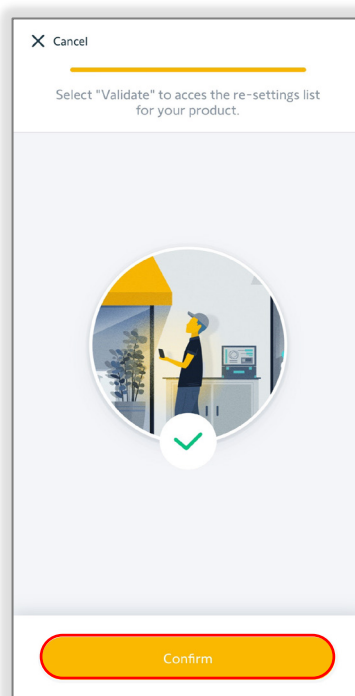 Cancel
Select "Validate" to acces the re-settings list
for your product.
Confirm